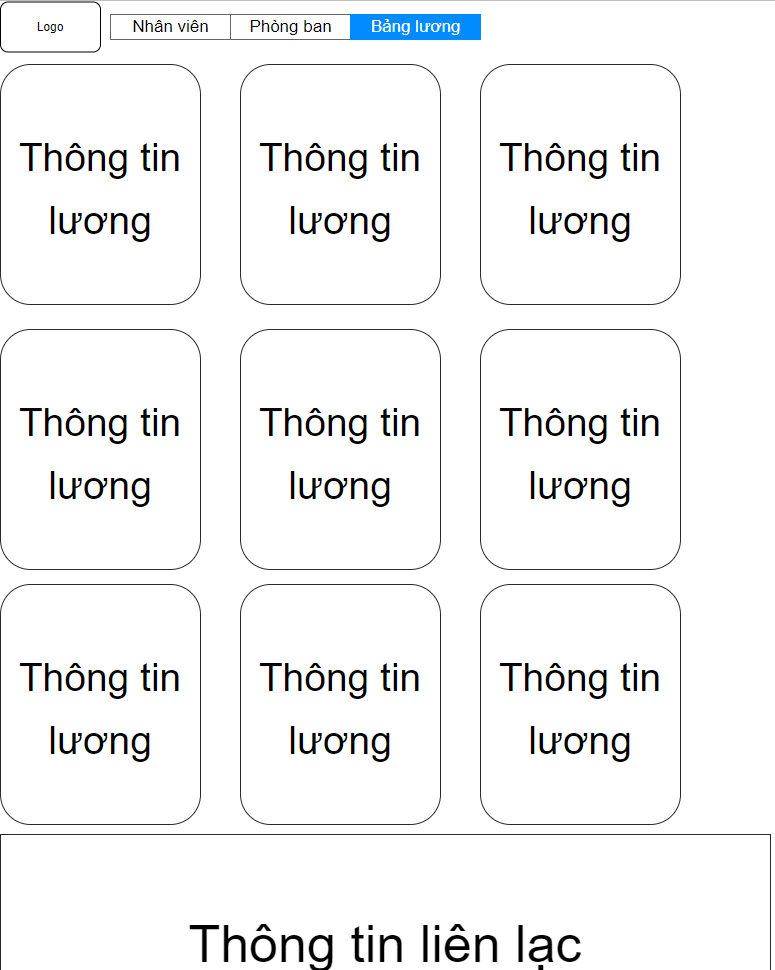 Logo
Nhân viên
Phòng ban
Bảng lương
Thông tin
lương
Thông tin
lương
Thông tin
lương
Thông tin
lương
Thông tin
lương
Thông tin
lương
Thông tin
lương
Thông tin
lương
Thông tin
lương
Thông tin liên lạc